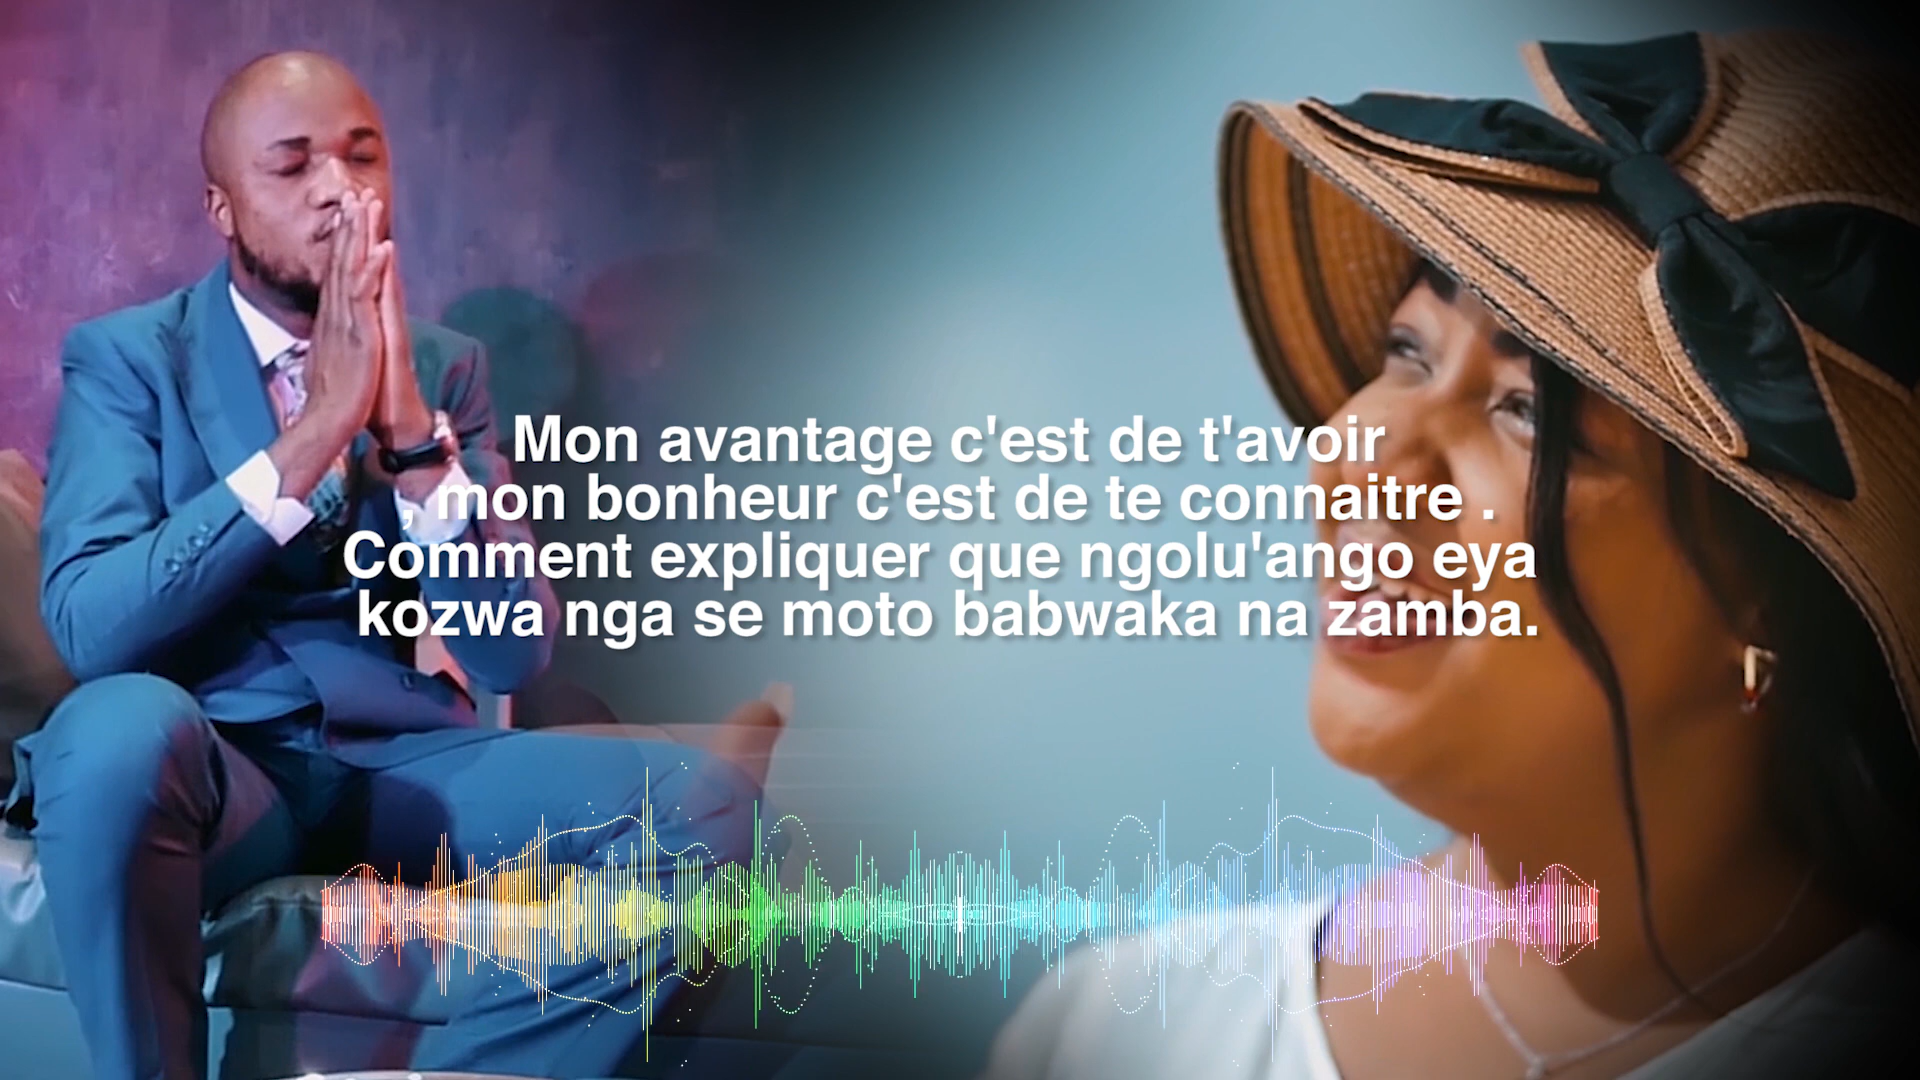 Mon avantage c'est de t'avoir
, mon bonheur c'est de te connaitre .
Comment expliquer que ngolu'ango eya
kozwa nga se moto babwaka na zamba.